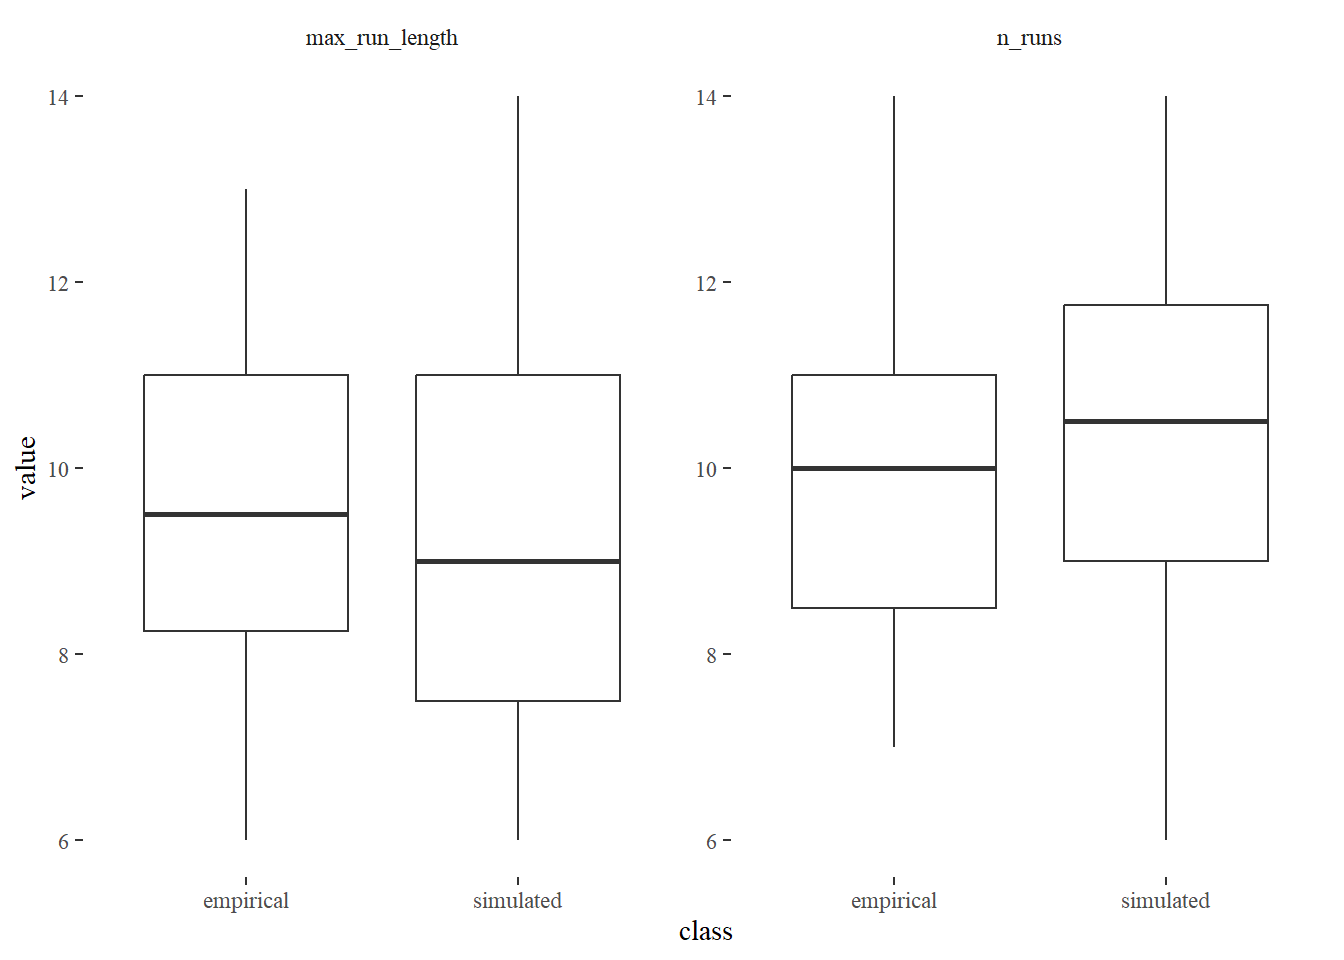 max_run_length
n_runs
14
12
10
8
6
14
12
10
8
6
value
empirical
simulated
empirical
simulated
class